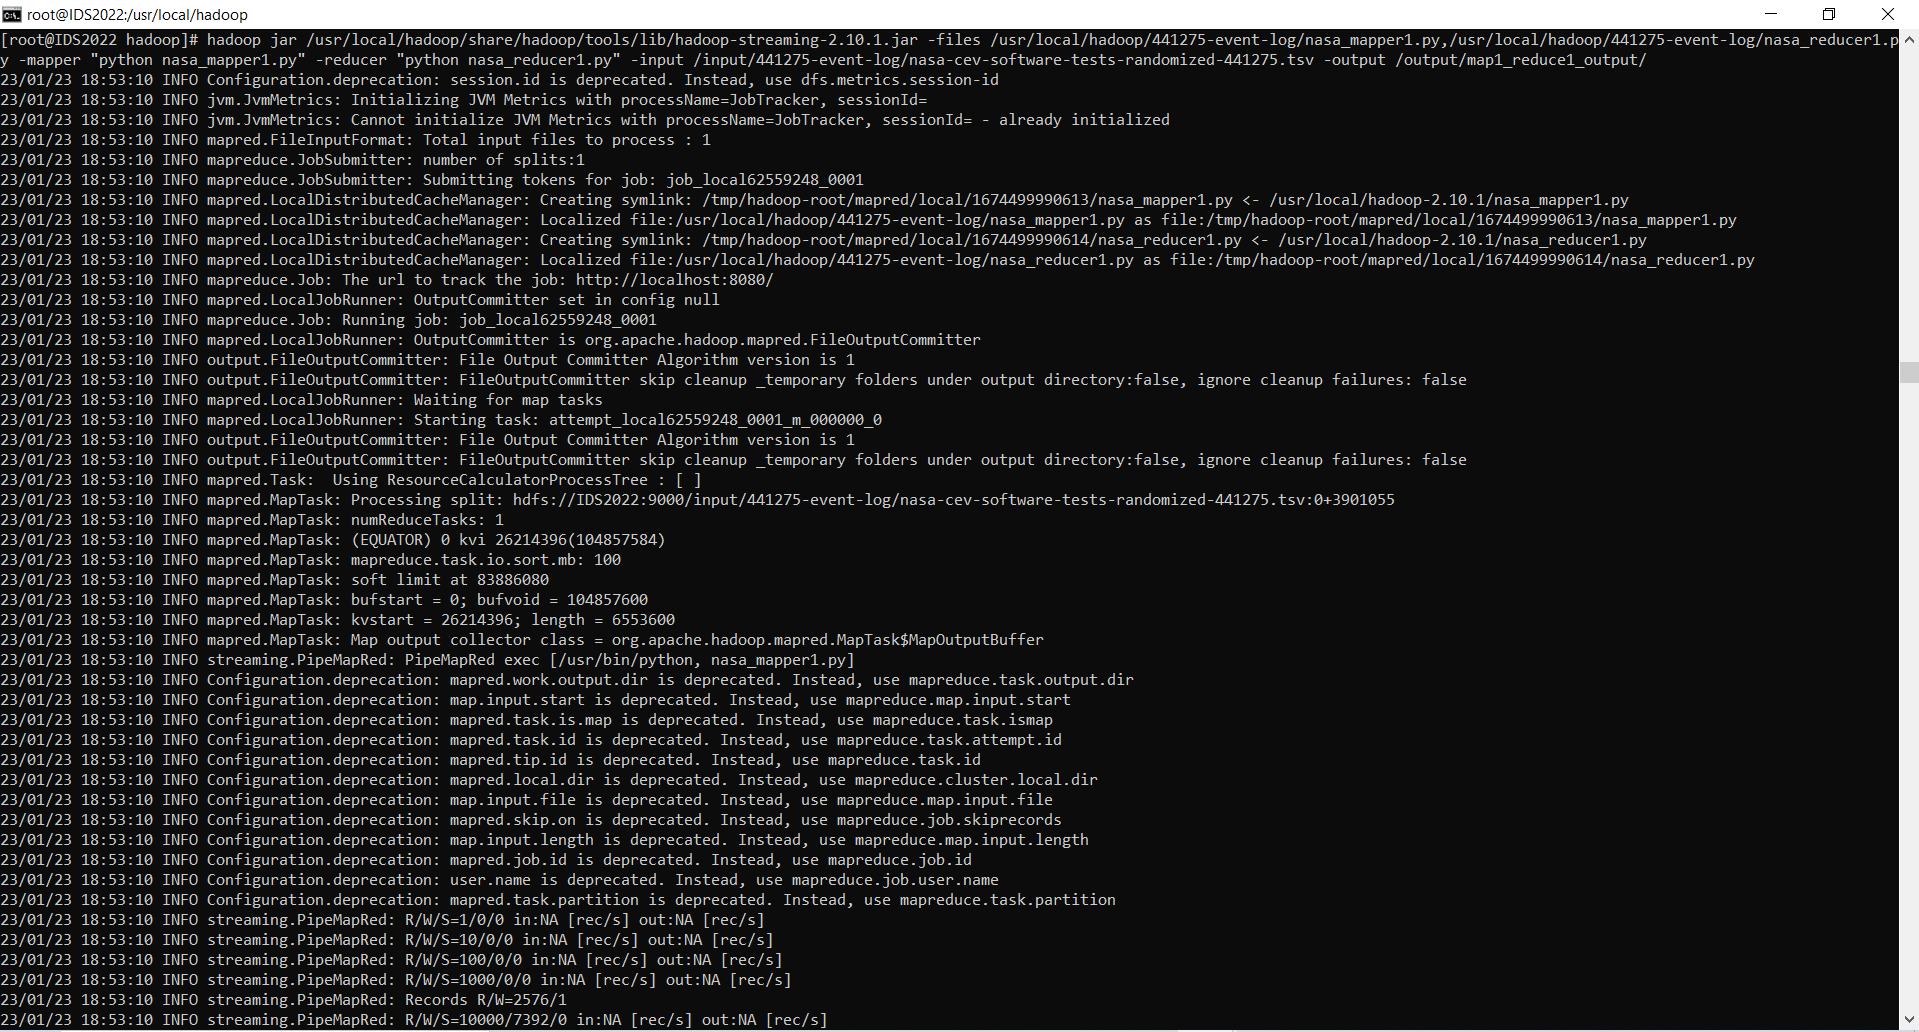 root@IDS2022:/usr/local/hadoop
[root@IDS2022 hadoop]# hadoop jar /usr/local/hadoop/share/hadoop/tools/lib/hadoop-streaming-2.10.1.jar -files /usr/local/hadoop/441275-event-log/nasa_mapper1.py,/usr/local/hadoop/441275-event-log/nasa_reducer1.p
y -mapper "python nasa_mapper1.py" -reducer "python nasa_reducer1.py" -input /input/441275-event-log/nasa-cev-software-tests-randomized-441275.tsv -output /output/map1_reduce1_output/
23/01/23 18:53:10 INFO Configuration.deprecation: session.id is deprecated. Instead, use dfs.metrics.session-id
23/01/23 18:53:10 INFO jvm.JvmMetrics: Initializing JVM Metrics with processName=JobTracker, sessionId=
23/01/23 18:53:10 INFO jvm.JvmMetrics: Cannot initialize JVM Metrics with processName=JobTracker, sessionId= - already initialized
23/01/23 18:53:10 INFO mapred.FileInputFormat: Total input files to process : 1
23/01/23 18:53:10 INFO mapreduce.JobSubmitter: number of splits:1
23/01/23 18:53:10 INFO mapreduce.JobSubmitter: Submitting tokens for job: job_local62559248_0001
23/01/23 18:53:10 INFO mapred.LocalDistributedCacheManager: Creating symlink: /tmp/hadoop-root/mapred/local/1674499990613/nasa_mapper1.py <- /usr/local/hadoop-2.10.1/nasa_mapper1.py
23/01/23 18:53:10 INFO mapred.LocalDistributedCacheManager: Localized file:/usr/local/hadoop/441275-event-log/nasa_mapper1.py as file:/tmp/hadoop-root/mapred/local/1674499990613/nasa_mapper1.py
23/01/23 18:53:10 INFO mapred.LocalDistributedCacheManager: Creating symlink: /tmp/hadoop-root/mapred/local/1674499990614/nasa_reducer1.py <- /usr/local/hadoop-2.10.1/nasa_reducer1.py
23/01/23 18:53:10 INFO mapred.LocalDistributedCacheManager: Localized file:/usr/local/hadoop/441275-event-log/nasa_reducer1.py as file:/tmp/hadoop-root/mapred/local/1674499990614/nasa_reducer1.py
23/01/23 18:53:10 INFO mapreduce.Job: The url to track the job: http://localhost:8080/
23/01/23 18:53:10 INFO mapred.LocalJobRunner: OutputCommitter set in config null
23/01/23 18:53:10 INFO mapreduce.Job: Running job: job_local62559248_0001
23/01/23 18:53:10 INFO mapred.LocalJobRunner: OutputCommitter is org.apache.hadoop.mapred.FileOutputCommitter
23/01/23 18:53:10 INFO output.FileOutputCommitter: File Output Committer Algorithm version is 1
23/01/23 18:53:10 INFO output.FileOutputCommitter: FileOutputCommitter skip cleanup _temporary folders under output directory:false, ignore cleanup failures: false
23/01/23 18:53:10 INFO mapred.LocalJobRunner: Waiting for map tasks
23/01/23 18:53:10 INFO mapred.LocalJobRunner: Starting task: attempt_local62559248_0001_m_000000_0
23/01/23 18:53:10 INFO output.FileOutputCommitter: File Output Committer Algorithm version is 1
23/01/23 18:53:10 INFO output.FileOutputCommitter: FileOutputCommitter skip cleanup _temporary folders under output directory:false, ignore cleanup failures: false
23/01/23 18:53:10 INFO mapred.Task:  Using ResourceCalculatorProcessTree : [ ]
23/01/23 18:53:10 INFO mapred.MapTask: Processing split: hdfs://IDS2022:9000/input/441275-event-log/nasa-cev-software-tests-randomized-441275.tsv:0+3901055
23/01/23 18:53:10 INFO mapred.MapTask: numReduceTasks: 1
23/01/23 18:53:10 INFO mapred.MapTask: (EQUATOR) 0 kvi 26214396(104857584)
23/01/23 18:53:10 INFO mapred.MapTask: mapreduce.task.io.sort.mb: 100
23/01/23 18:53:10 INFO mapred.MapTask: soft limit at 83886080
23/01/23 18:53:10 INFO mapred.MapTask: bufstart = 0; bufvoid = 104857600
23/01/23 18:53:10 INFO mapred.MapTask: kvstart = 26214396; length = 6553600
23/01/23 18:53:10 INFO mapred.MapTask: Map output collector class = org.apache.hadoop.mapred.MapTask$MapOutputBuffer
23/01/23 18:53:10 INFO streaming.PipeMapRed: PipeMapRed exec [/usr/bin/python, nasa_mapper1.py]
23/01/23 18:53:10 INFO Configuration.deprecation: mapred.work.output.dir is deprecated. Instead, use mapreduce.task.output.dir
23/01/23 18:53:10 INFO Configuration.deprecation: map.input.start is deprecated. Instead, use mapreduce.map.input.start
23/01/23 18:53:10 INFO Configuration.deprecation: mapred.task.is.map is deprecated. Instead, use mapreduce.task.ismap
23/01/23 18:53:10 INFO Configuration.deprecation: mapred.task.id is deprecated. Instead, use mapreduce.task.attempt.id
23/01/23 18:53:10 INFO Configuration.deprecation: mapred.tip.id is deprecated. Instead, use mapreduce.task.id
23/01/23 18:53:10 INFO Configuration.deprecation: mapred.local.dir is deprecated. Instead, use mapreduce.cluster.local.dir
23/01/23 18:53:10 INFO Configuration.deprecation: map.input.file is deprecated. Instead, use mapreduce.map.input.file
23/01/23 18:53:10 INFO Configuration.deprecation: mapred.skip.on is deprecated. Instead, use mapreduce.job.skiprecords
23/01/23 18:53:10 INFO Configuration.deprecation: map.input.length is deprecated. Instead, use mapreduce.map.input.length
23/01/23 18:53:10 INFO Configuration.deprecation: mapred.job.id is deprecated. Instead, use mapreduce.job.id
23/01/23 18:53:10 INFO Configuration.deprecation: user.name is deprecated. Instead, use mapreduce.job.user.name
23/01/23 18:53:10 INFO Configuration.deprecation: mapred.task.partition is deprecated. Instead, use mapreduce.task.partition
23/01/23 18:53:10 INFO streaming.PipeMapRed: R/W/S=1/0/0 in:NA [rec/s] out:NA [rec/s]
23/01/23 18:53:10 INFO streaming.PipeMapRed: R/W/S=10/0/0 in:NA [rec/s] out:NA [rec/s]
23/01/23 18:53:10 INFO streaming.PipeMapRed: R/W/S=100/0/0 in:NA [rec/s] out:NA [rec/s]
23/01/23 18:53:10 INFO streaming.PipeMapRed: R/W/S=1000/0/0 in:NA [rec/s] out:NA [rec/s]
23/01/23 18:53:10 INFO streaming.PipeMapRed: Records R/W=2576/1
23/01/23 18:53:10 INFO streaming.PipeMapRed: R/W/S=10000/7392/0 in:NA [rec/s] out:NA [rec/s]